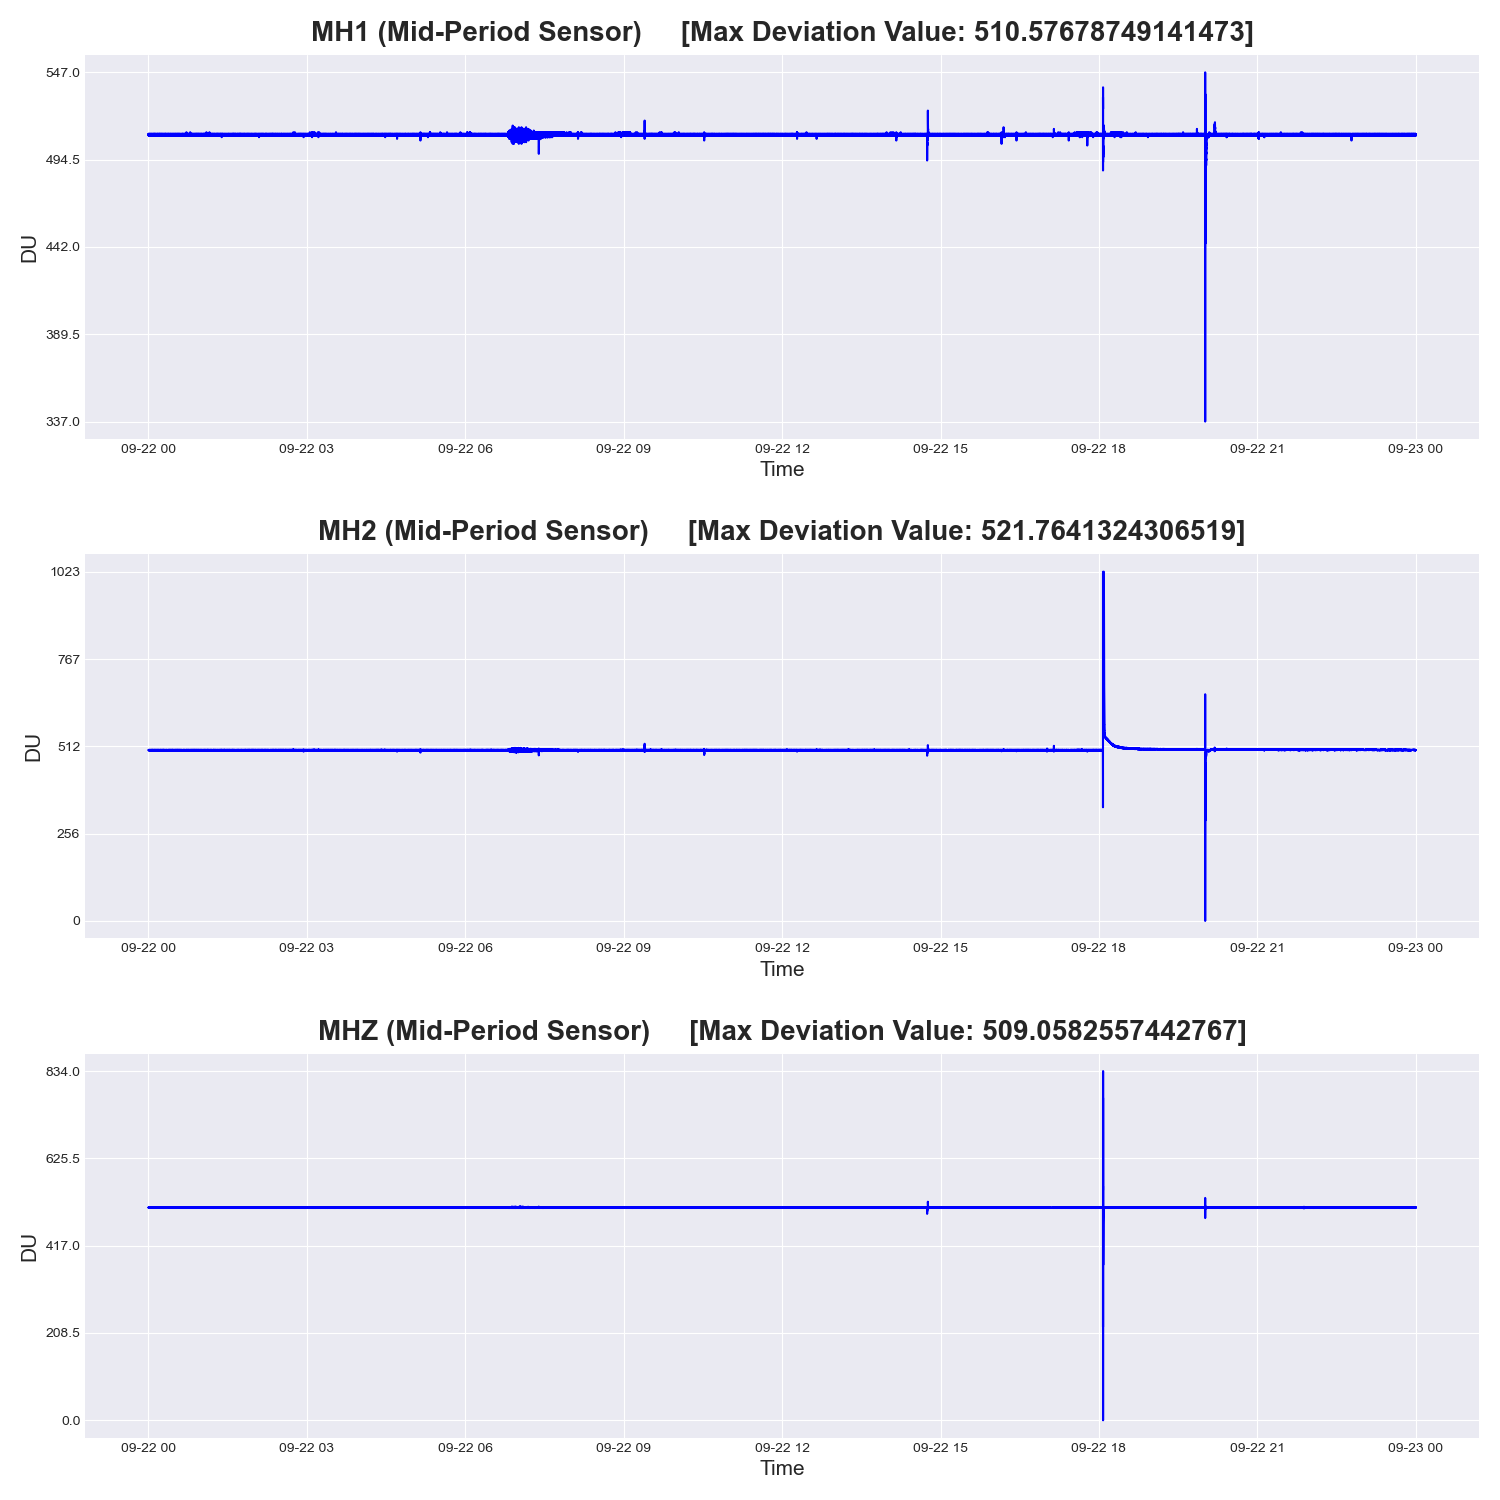 MH1 (Mid-Period Sensor) [Max Deviation Value: 510.57678749141473]
547.0
494.5
442.0
389.5
337.0
DU
09-22 00 09-22 03 09-22 06 09-22 09 09-22 12 09-22 15 09-22 18 09-22 21 09-23 00
Time
MH2 (Mid-Period Sensor) [Max Deviation Value: 521.7641324306519]
1023
767
512
256
0
DU
09-22 00 09-22 03 09-22 06 09-22 09 09-22 12 09-22 15 09-22 18 09-22 21 09-23 00
Time
MHZ (Mid-Period Sensor) [Max Deviation Value: 509.0582557442767]
834.0
625.5
417.0
208.5
0.0
DU
09-22 00 09-22 03 09-22 06 09-22 09 09-22 12 09-22 15 09-22 18 09-22 21 09-23 00
Time